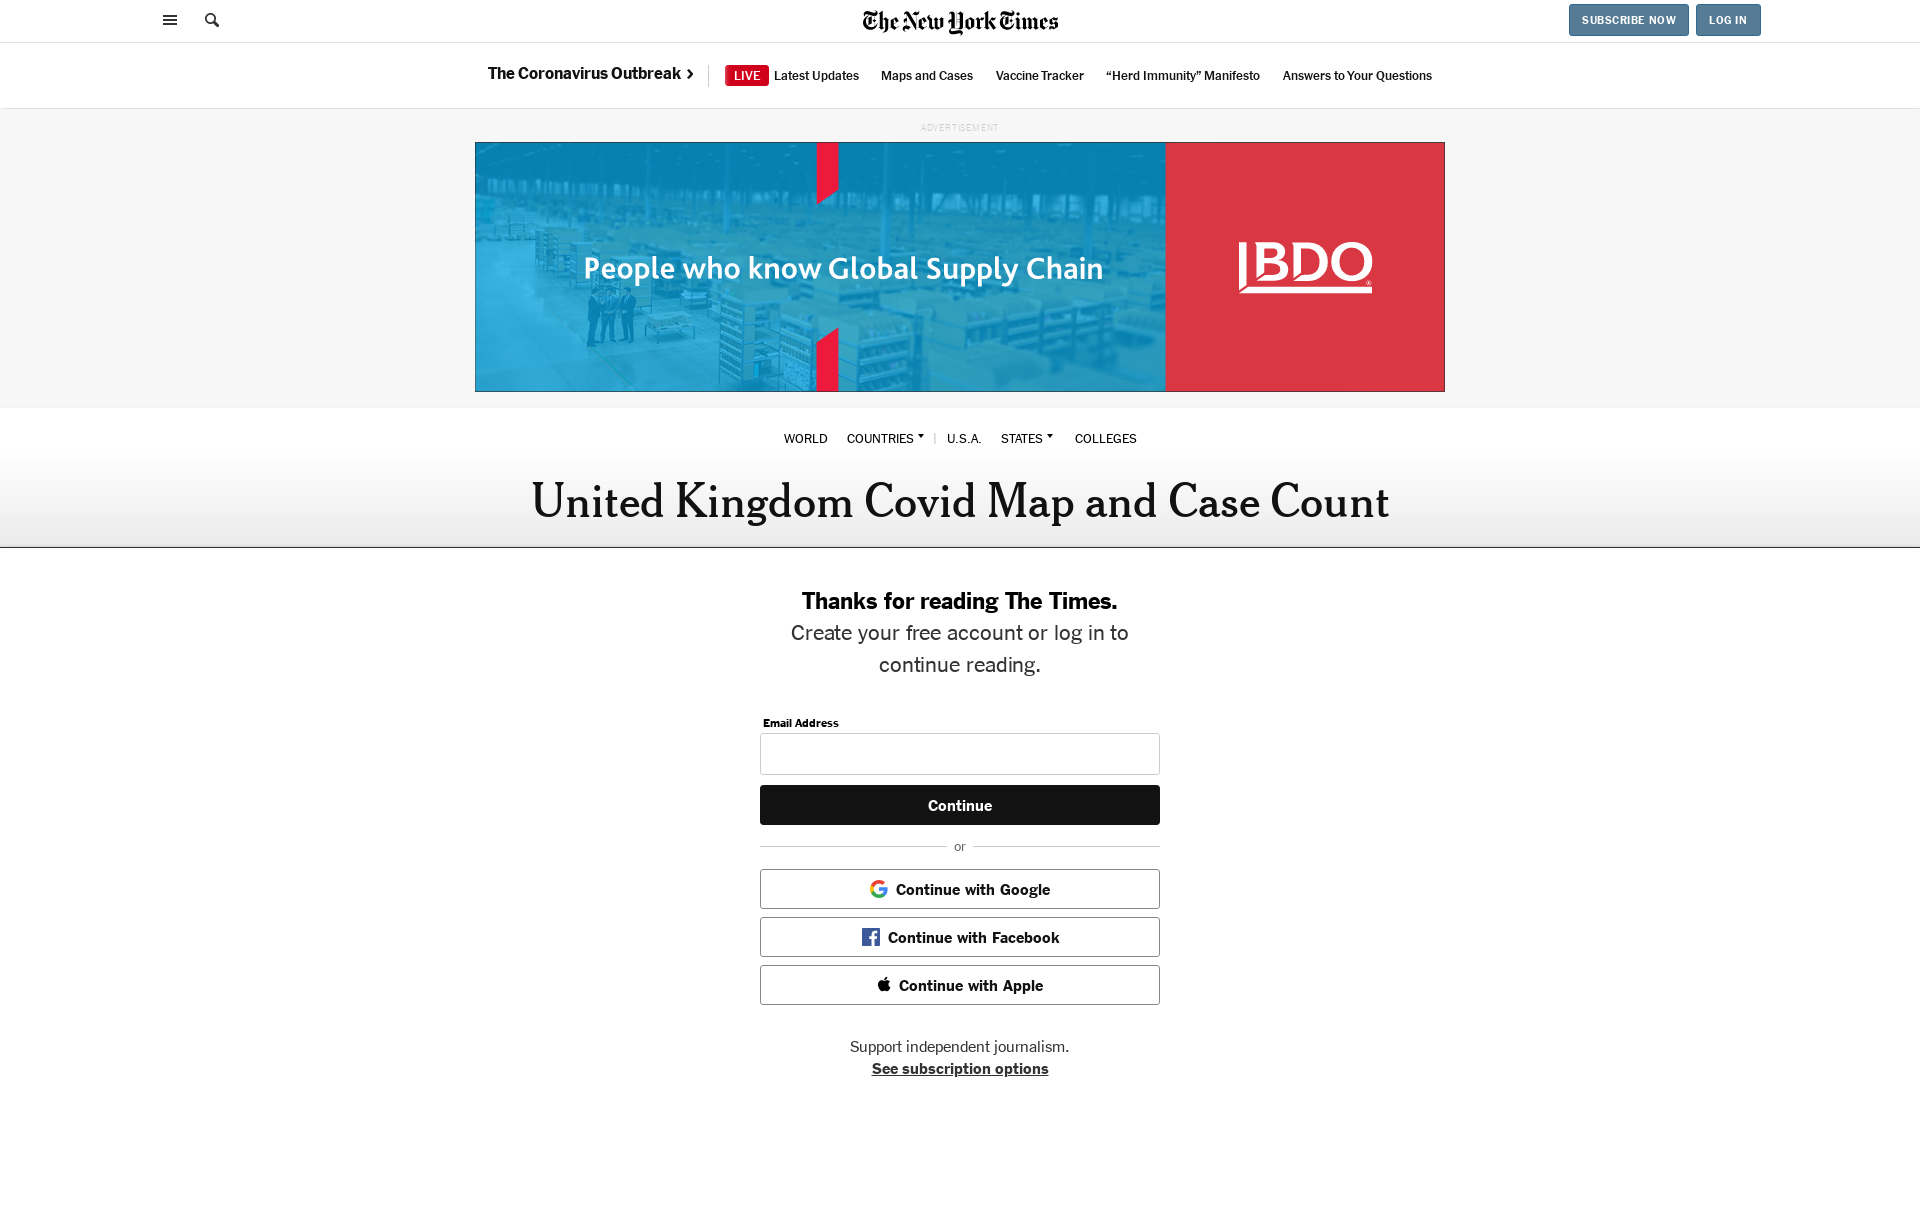 The New York Times
SUBSCRIBE NOW
LOG IN
The Coronavirus Outbreak
LIVE Latest Updates
Maps and Cases
Vaccine Tracker
“Herd Immunity” Manifesto
Answers to Your Questions
ADVERTISEMENT
People who know Global Supply Chain
BDO®
WORLD
COUNTRIES
U.S.A.
STATES
COLLEGES
United Kingdom Covid Map and Case Count
Thanks for reading The Times.
Create your free account or log in to
continue reading.
Email Address
Continue
or
Continue with Google
Continue with Facebook
Continue with Apple
Support independent journalism.
See subscription options